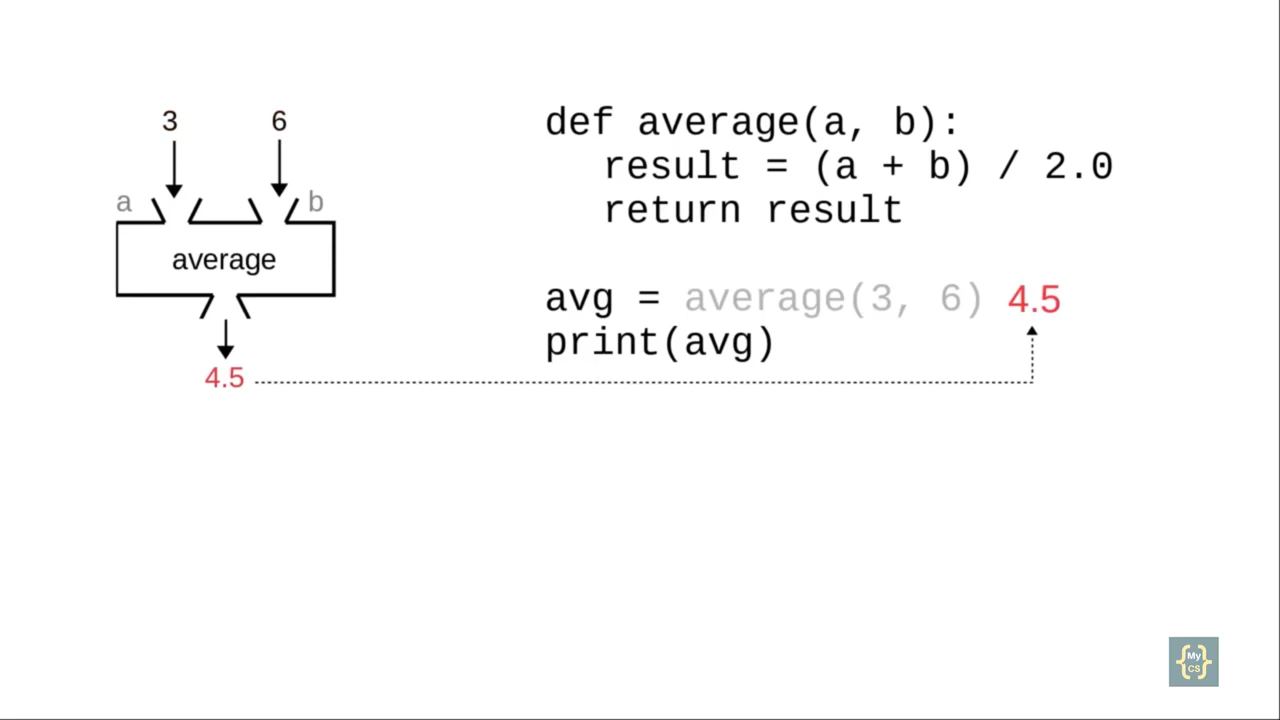 3 6
a b
average
4.5
def average(a, b):
result = (a + b) / 2.0
return result
avg = average(3, 6) 4.5
print(avg)
{My CS}